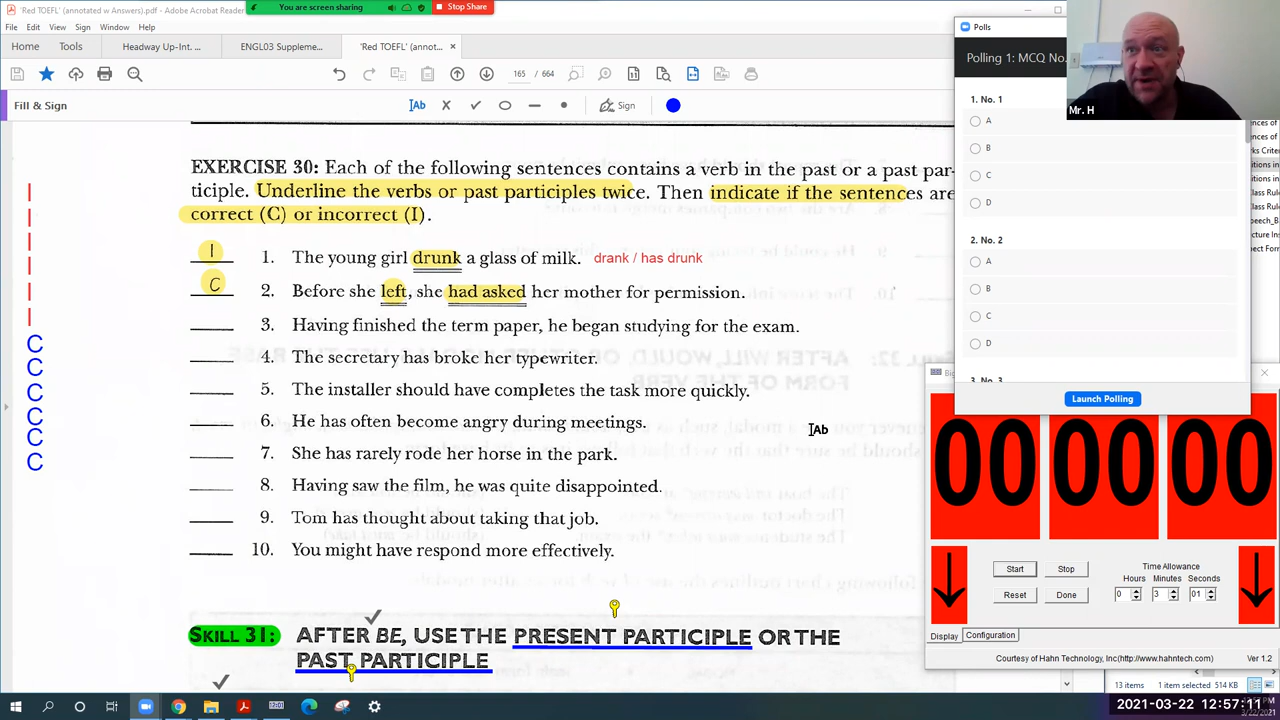 'Red TOEFL' (annotated w Answers).pdf - Adobe Acrobat Reader
You are screen sharing
Stop Share
File Edit View Sign Window Help
Home Tools Headway Up-Int. ... ENGL03 Suppleme... 'Red TOEFL' (annot...
165 / 664
Fill & Sign
Ab
Sign
EXERCISE 30: Each of the following sentences contains a verb in the past or a past par-
ticiple. Underline the verbs or past participles twice. Then indicate if the sentences are
correct (C) or incorrect (I).
I 1. The young girl drunk a glass of milk. drank / has drunk
C 2. Before she left, she had asked her mother for permission.
3. Having finished the term paper, he began studying for the exam.
4. The secretary has broke her typewriter.
5. The installer should have completes the task more quickly.
6. He has often become angry during meetings.
7. She has rarely rode her horse in the park.
8. Having saw the film, he was quite disappointed.
9. Tom has thought about taking that job.
10. You might have respond more effectively.
C
C
C
C
C
C
Ab
SKILL 31: AFTER BE, USE THE PRESENT PARTICIPLE OR THE
PAST PARTICIPLE
Polls
Polling 1: MCQ No.
Mr. H
1. No. 1
A
B
C
D
2. No. 2
A
B
C
D
3. No. 3
Launch Polling
00 00 00
Start Stop
Reset Done
Time Allowance
Hours Minutes Seconds
0 3 01
Display Configuration
Courtesy of Hahn Technology, Inc(http://www.hahntech.com) Ver 1.2
13 items 1 item selected 514 KB
2021-03-22 12:57:11